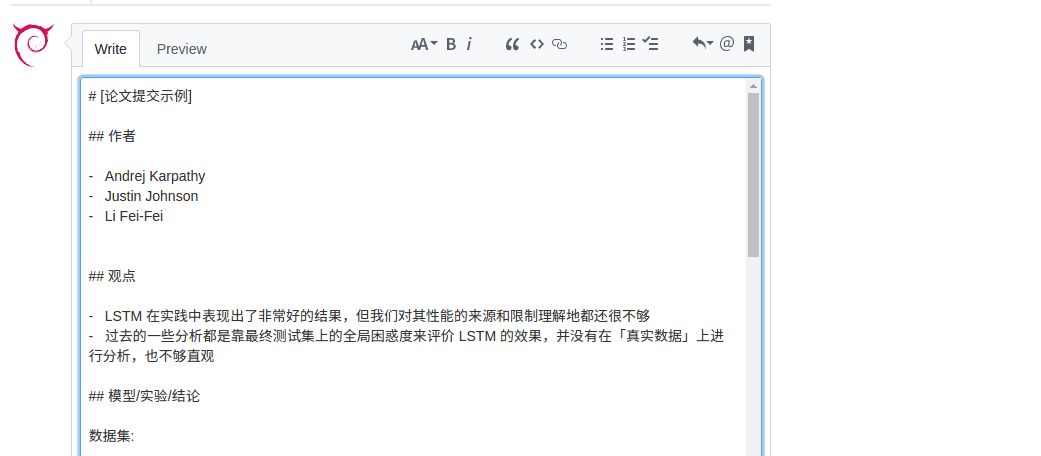 Write Preview AA B i @
# [论文提交示例]
## 作者
- Andrej Karpathy
- Justin Johnson
- Li Fei-Fei
## 观点
- LSTM 在实践中表现出了非常好的结果，但我们对其性能的来源和限制理解地都还很不够
- 过去的一些分析都是靠最终测试集上的全局困惑度来评价 LSTM 的效果，并没有在「真实数据」上进
行分析，也不够直观
## 模型/实验/结论
数据集: